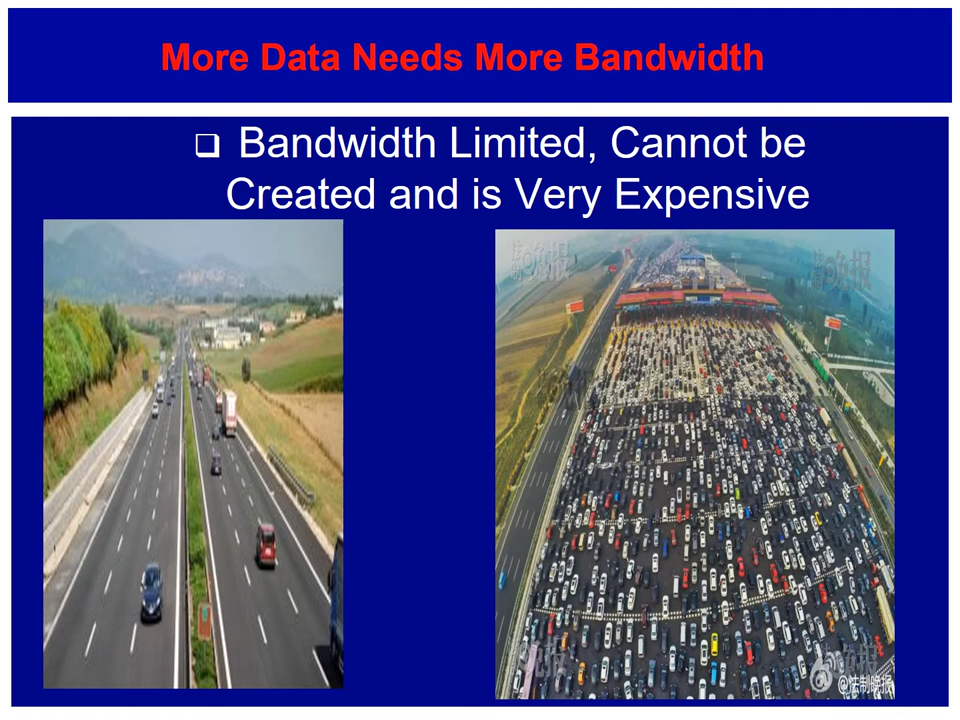 More Data Needs More Bandwidth
❑ Bandwidth Limited, Cannot be
Created and is Very Expensive
@法制晚报